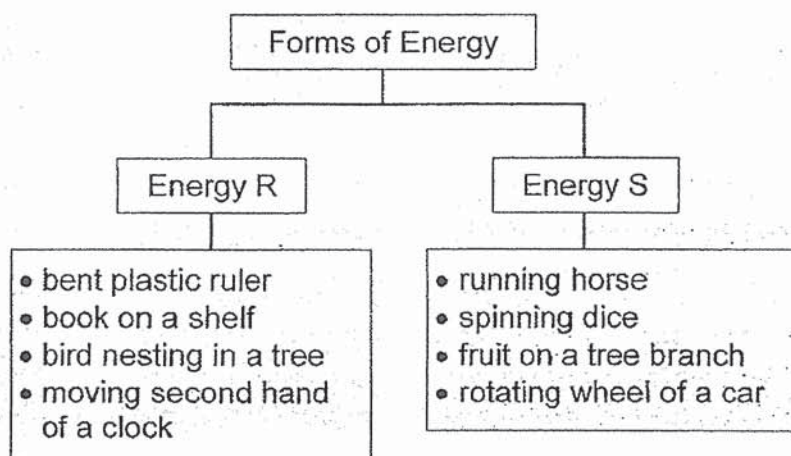 Forms of Energy
Energy R
Energy S
• bent plastic ruler
• book on a shelf
• bird nesting in a tree
• moving second hand
of a clock
• running horse
• spinning dice
• fruit on a tree branch
• rotating wheel of a car